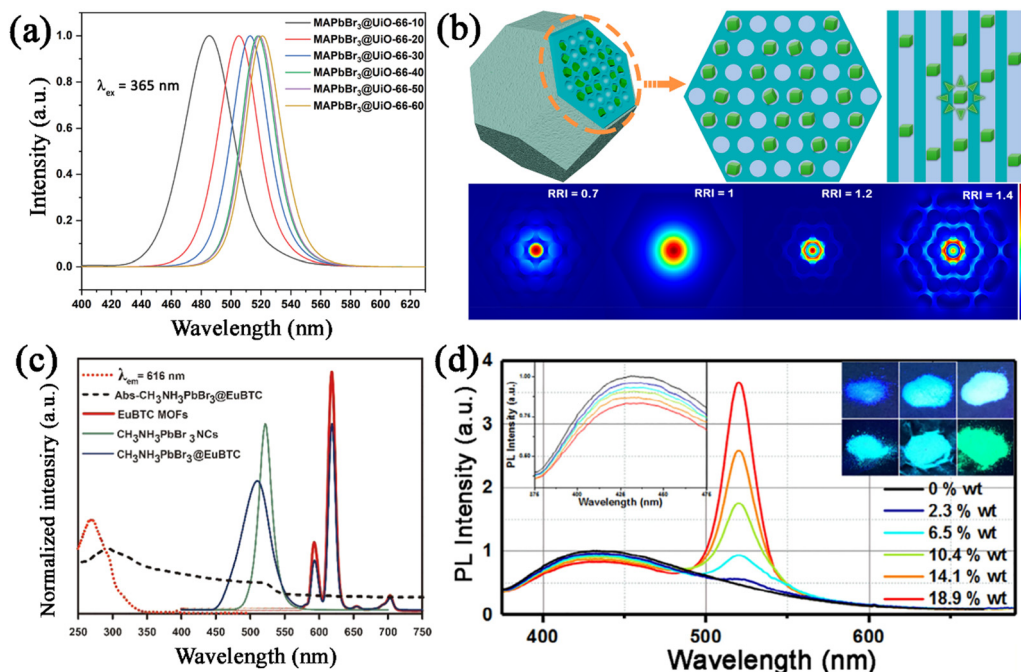 (a)
MAPbBr₃@UiO-66-10
MAPbBr₃@UiO-66-20
MAPbBr₃@UiO-66-30
MAPbBr₃@UiO-66-40
MAPbBr₃@UiO-66-50
MAPbBr₃@UiO-66-60
λex = 365 nm
Intensity (a.u.)
1.0
0.8
0.6
0.4
0.2
0.0
400 420 440 460 480 500 520 540 560 580 600 620
Wavelength (nm)
(b)
RRI = 0.7
RRI = 1
RRI = 1.2
RRI = 1.4
(c)
λem = 616 nm
Abs-CH₃NH₃PbBr₃@EuBTC
EuBTC MOFs
CH₃NH₃PbBr₃ NCs
CH₃NH₃PbBr₃@EuBTC
Normalized intensiry (a.u.)
250 300 350 400 450 500 550 600 650 700 750
Wavelength (nm)
(d)
PL Intensity (a.u.)
4
3
2
1
0
PL Intensity (a.u.)
1.00
Wavelength (nm)
0 % wt
2.3 % wt
6.5 % wt
10.4 % wt
14.1 % wt
18.9 % wt
400 500 600
Wavelength (nm)